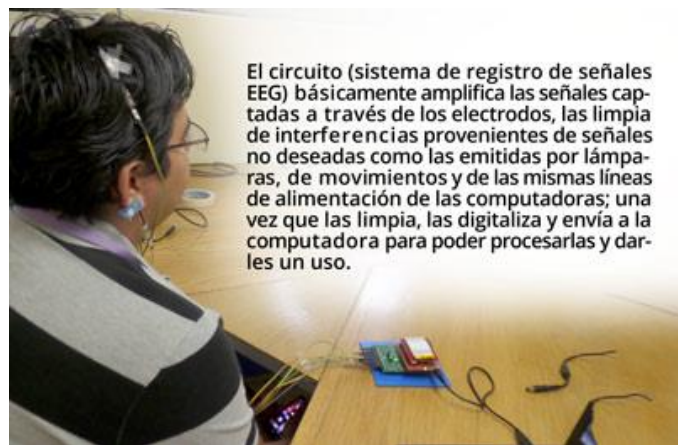 El circuito (sistema de registro de señales
EEG) básicamente amplifica las señales cap-
tadas a través de los electrodos, las limpia
de interferencias provenientes de señales
no deseadas como las emitidas por lámpa-
ras, de movimientos y de las mismas líneas
de alimentación de las computadoras; una
vez que las limpia, las digitaliza y envía a la
computadora para poder procesarlas y dar-
les un uso.